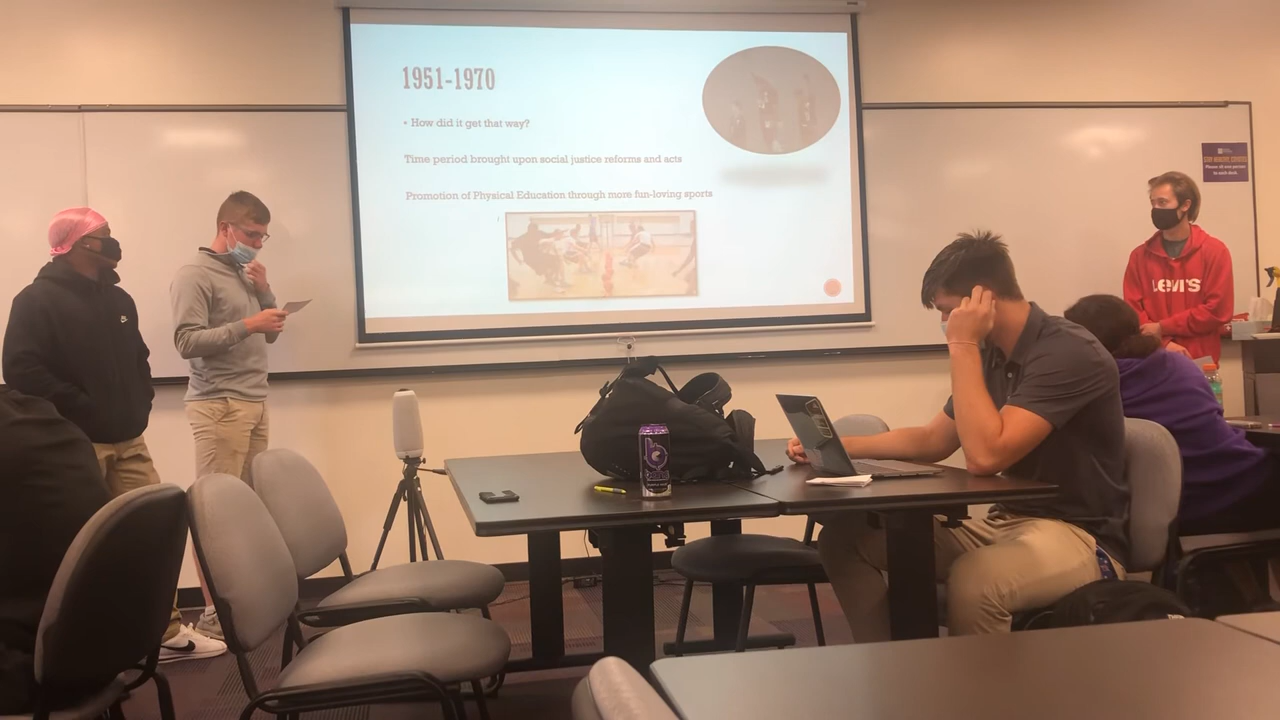 1951-1970
• How did it get that way?
Time period brought upon social justice reforms and acts
Promotion of Physical Education through more fun-loving sports
LEVI'S